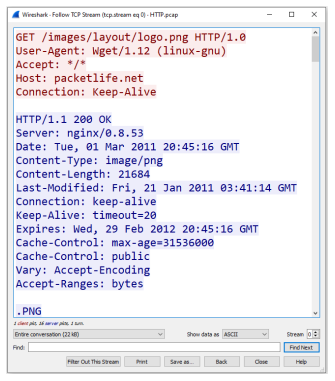 Wireshark - Follow TCP Stream (tcp.stream eq 0) - HTTP.pcap
GET /images/layout/logo.png HTTP/1.0
User-Agent: Wget/1.12 (linux-gnu)
Accept: */*
Host: packetlife.net
Connection: Keep-Alive
HTTP/1.1 200 OK
Server: nginx/0.8.53
Date: Tue, 01 Mar 2011 20:45:16 GMT
Content-Type: image/png
Content-Length: 21684
Last-Modified: Fri, 21 Jan 2011 03:41:14 GMT
Connection: keep-alive
Keep-Alive: timeout=20
Expires: Wed, 29 Feb 2012 20:45:16 GMT
Cache-Control: max-age=31536000
Cache-Control: public
Vary: Accept-Encoding
Accept-Ranges: bytes
.PNG
1 client pkt, 16 server pkts, 1 turn.
Entire conversation (22 kB) Show data as ASCII Stream 0
Find: Find Next
Filter Out This Stream Print Save as... Back Close Help